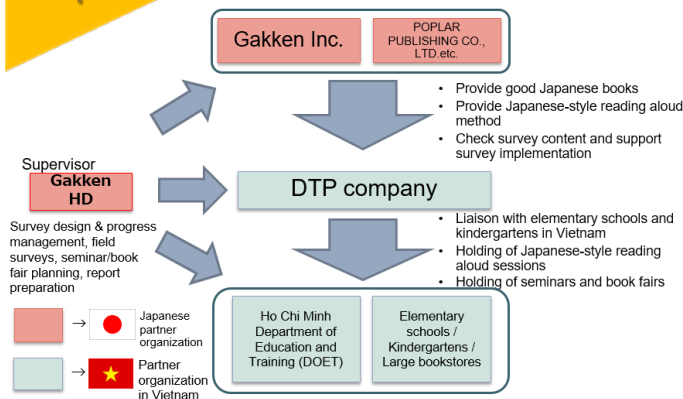 Gakken Inc.
POPLAR
PUBLISHING CO.,
LTD.etc.
• Provide good Japanese books
• Provide Japanese-style reading aloud
method
• Check survey content and support
survey implementation
Supervisor
Gakken
HD
DTP company
Survey design & progress
management, field
surveys, seminar/book
fair planning, report
preparation
• Liaison with elementary schools and
kindergartens in Vietnam
• Holding of Japanese-style reading
aloud sessions
• Holding of seminars and book fairs
Ho Chi Minh
Department of
Education and
Training (DOET)
Elementary
schools /
Kindergartens /
Large bookstores
→
Japanese
partner
organization
→
Partner
organization
in Vietnam